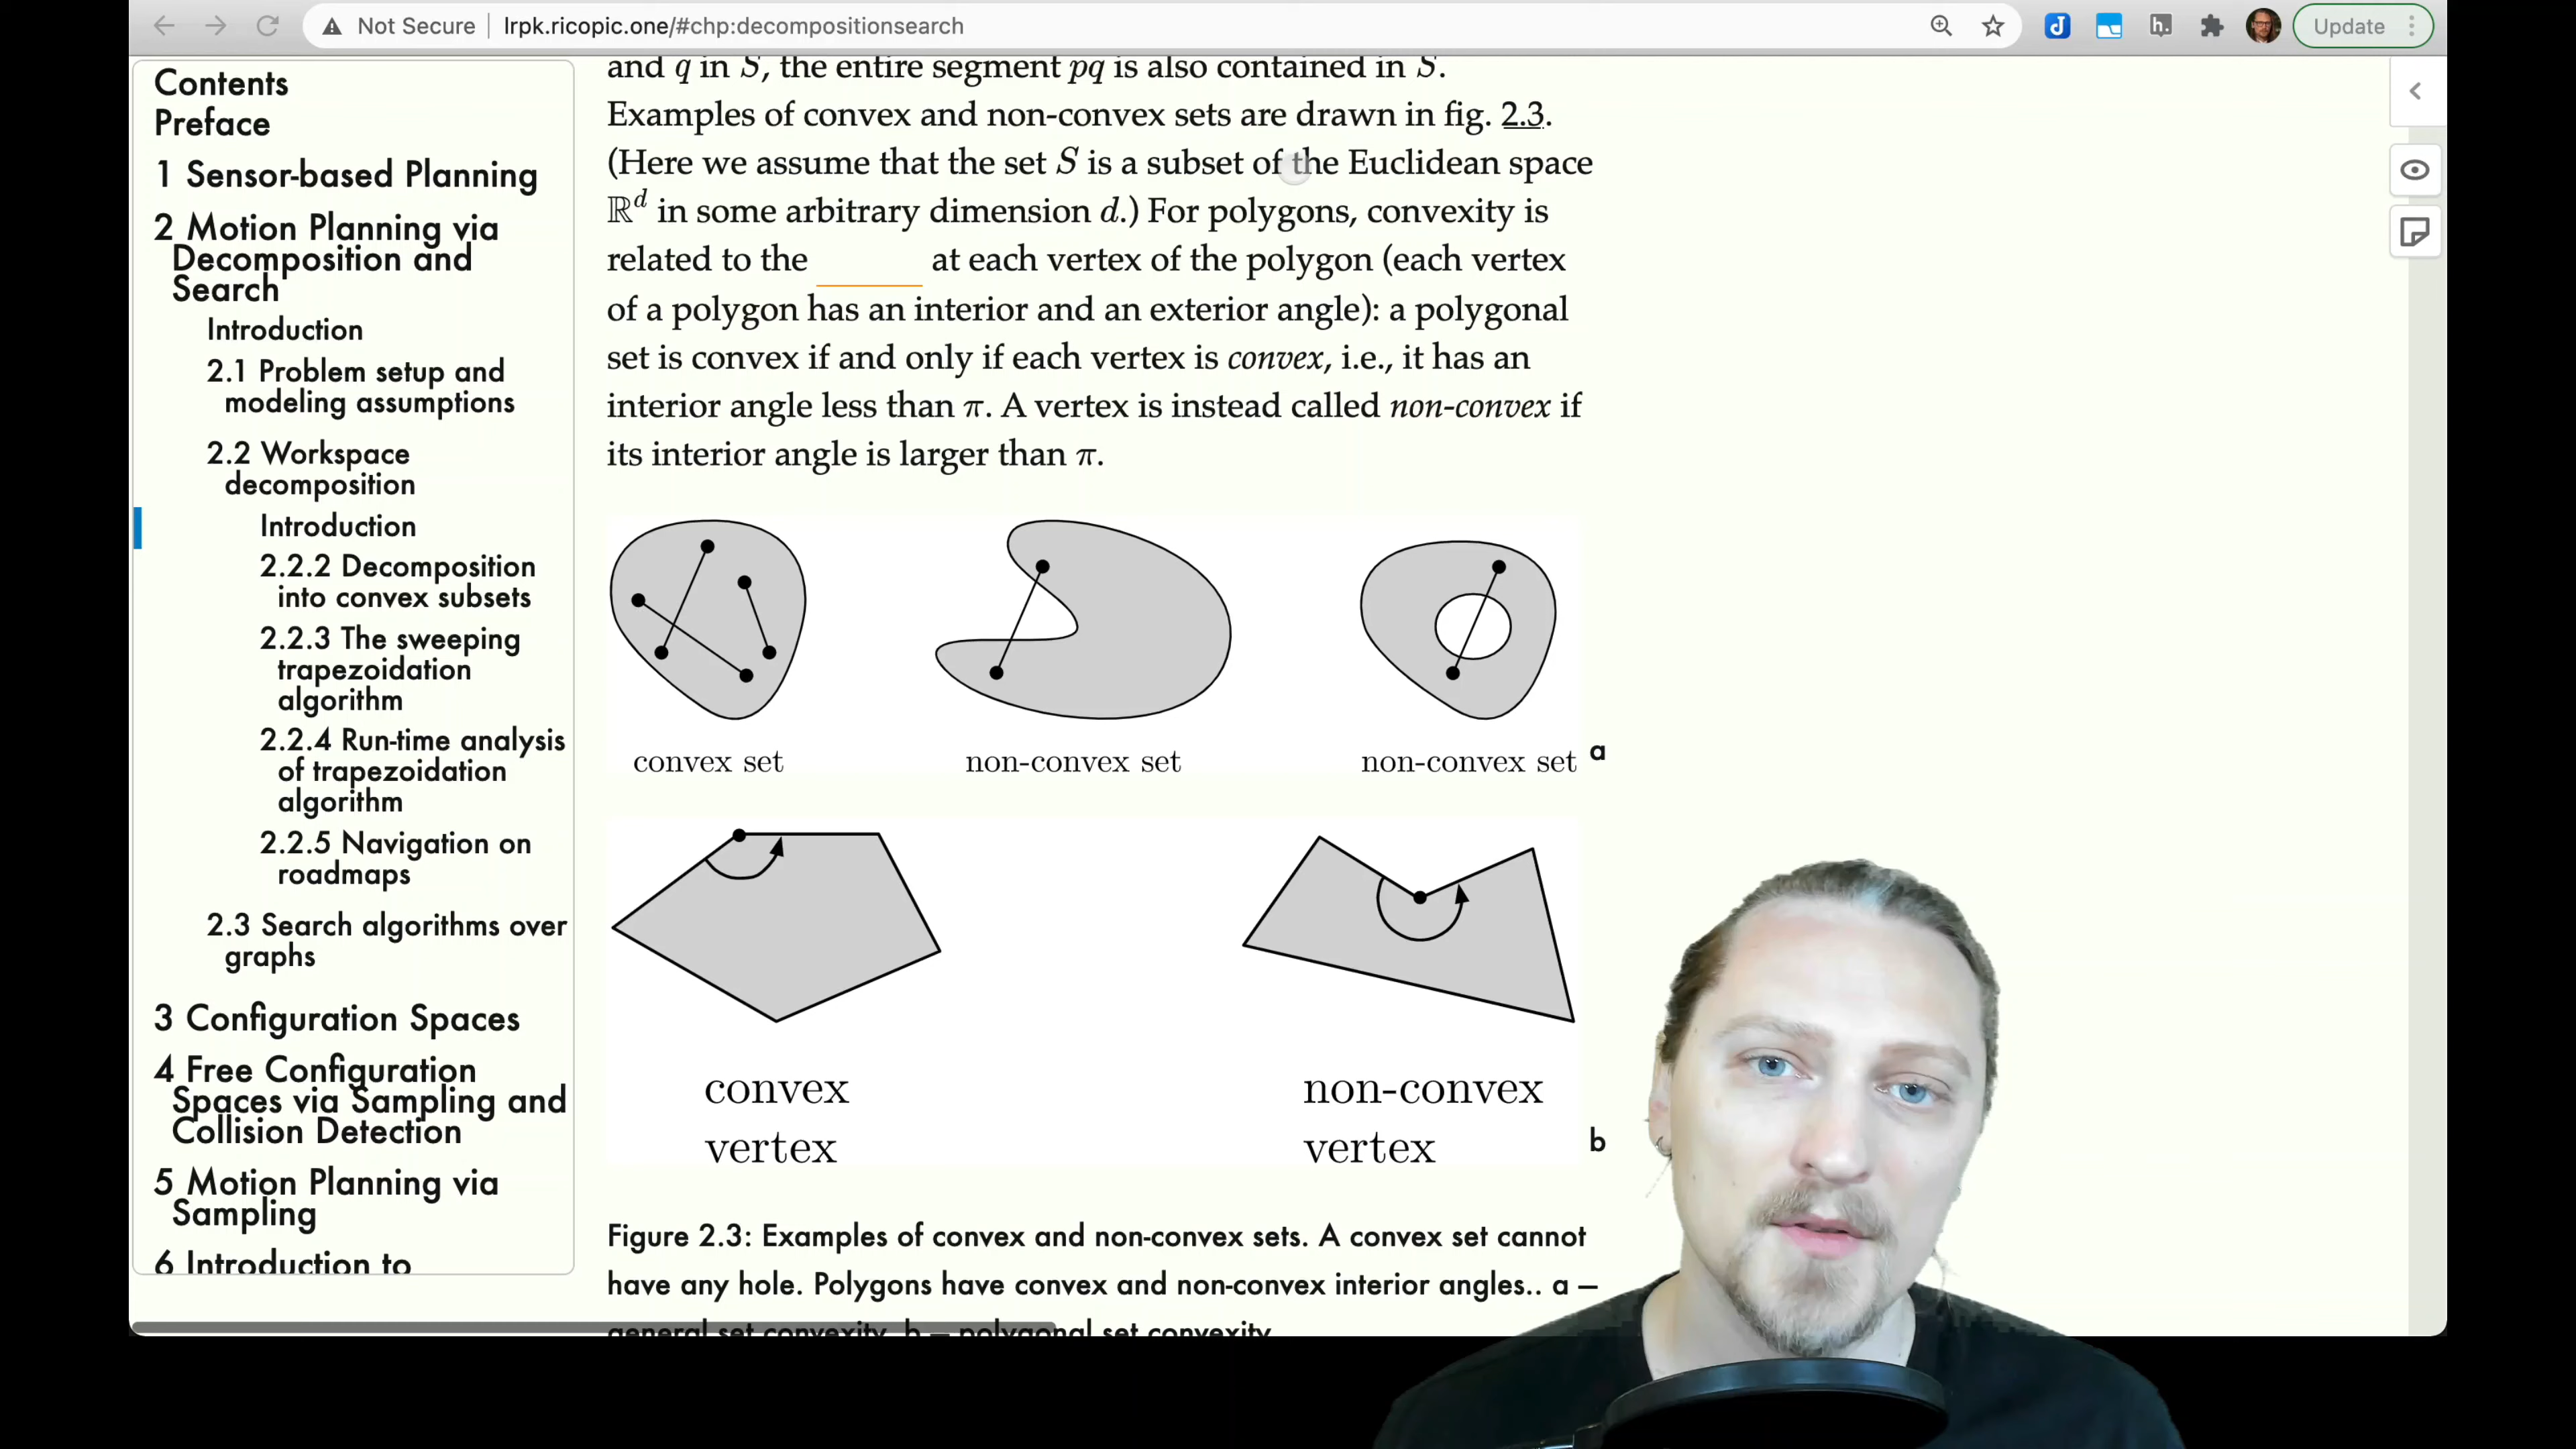 Not Secure lrpk.ricopic.one/#chp:decompositionsearch
Update
Contents
Preface
1 Sensor-based Planning
2 Motion Planning via
Decomposition and
Search
Introduction
2.1 Problem setup and
modeling assumptions
2.2 Workspace
decomposition
Introduction
2.2.2 Decomposition
into convex subsets
2.2.3 The sweeping
trapezoidation
algorithm
2.2.4 Run-time analysis
of trapezoidation
algorithm
2.2.5 Navigation on
roadmaps
2.3 Search algorithms over
graphs
3 Configuration Spaces
4 Free Configuration
Spaces via Sampling and
Collision Detection
5 Motion Planning via
Sampling
6 Introduction to
and q in S, the entire segment pq is also contained in S.
Examples of convex and non-convex sets are drawn in fig. 2.3.
(Here we assume that the set S is a subset of the Euclidean space
ℝᵈ in some arbitrary dimension d.) For polygons, convexity is
related to the at each vertex of the polygon (each vertex
of a polygon has an interior and an exterior angle): a polygonal
set is convex if and only if each vertex is convex, i.e., it has an
interior angle less than π. A vertex is instead called non-convex if
its interior angle is larger than π.
convex set non-convex set non-convex set a
convex non-convex
vertex vertex b
Figure 2.3: Examples of convex and non-convex sets. A convex set cannot
have any hole. Polygons have convex and non-convex interior angles.. a —
general set convexity, b — polygonal set convexity